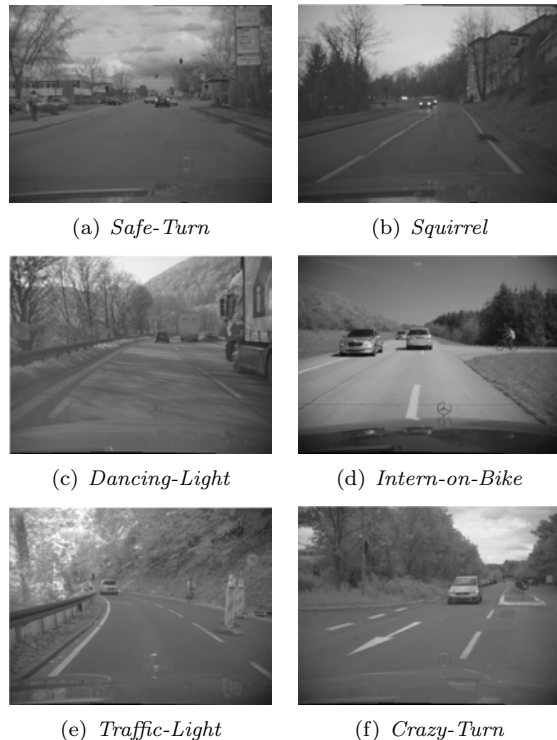 (a) Safe-Turn
(b) Squirrel
(c) Dancing-Light
(d) Intern-on-Bike
(e) Traffic-Light
(f) Crazy-Turn